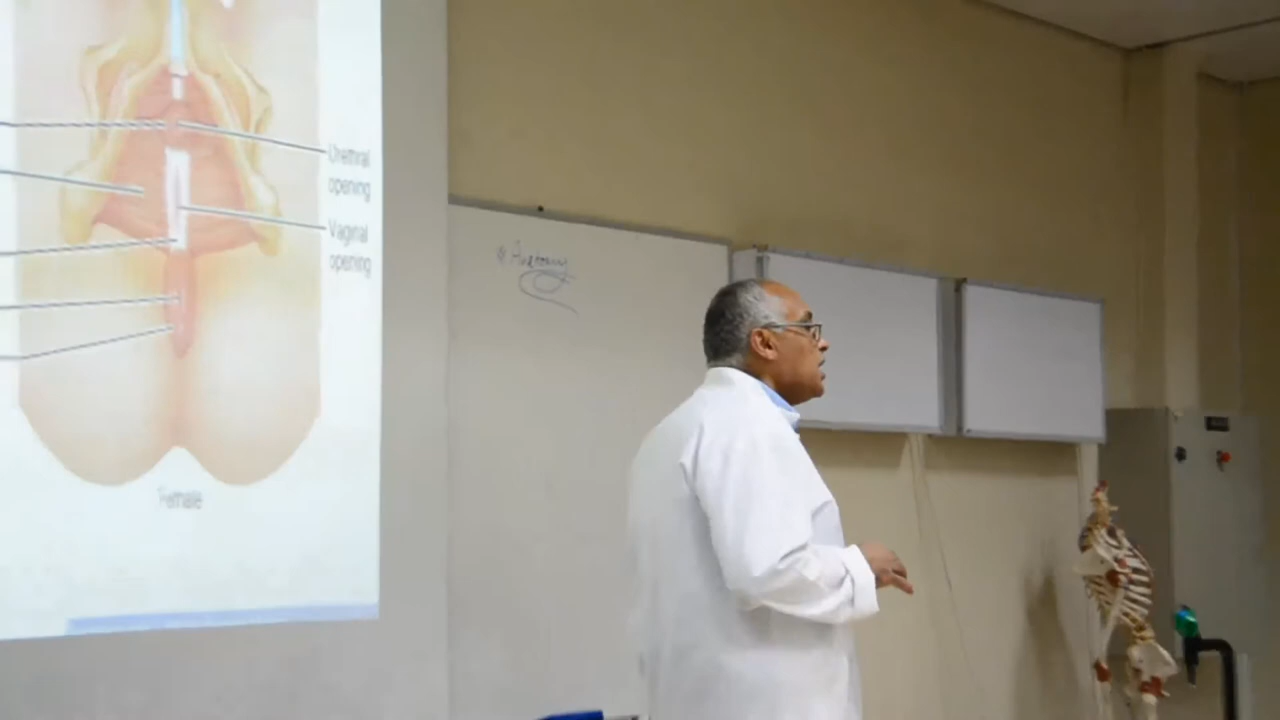 Urethral
opening
Vaginal
opening
Female